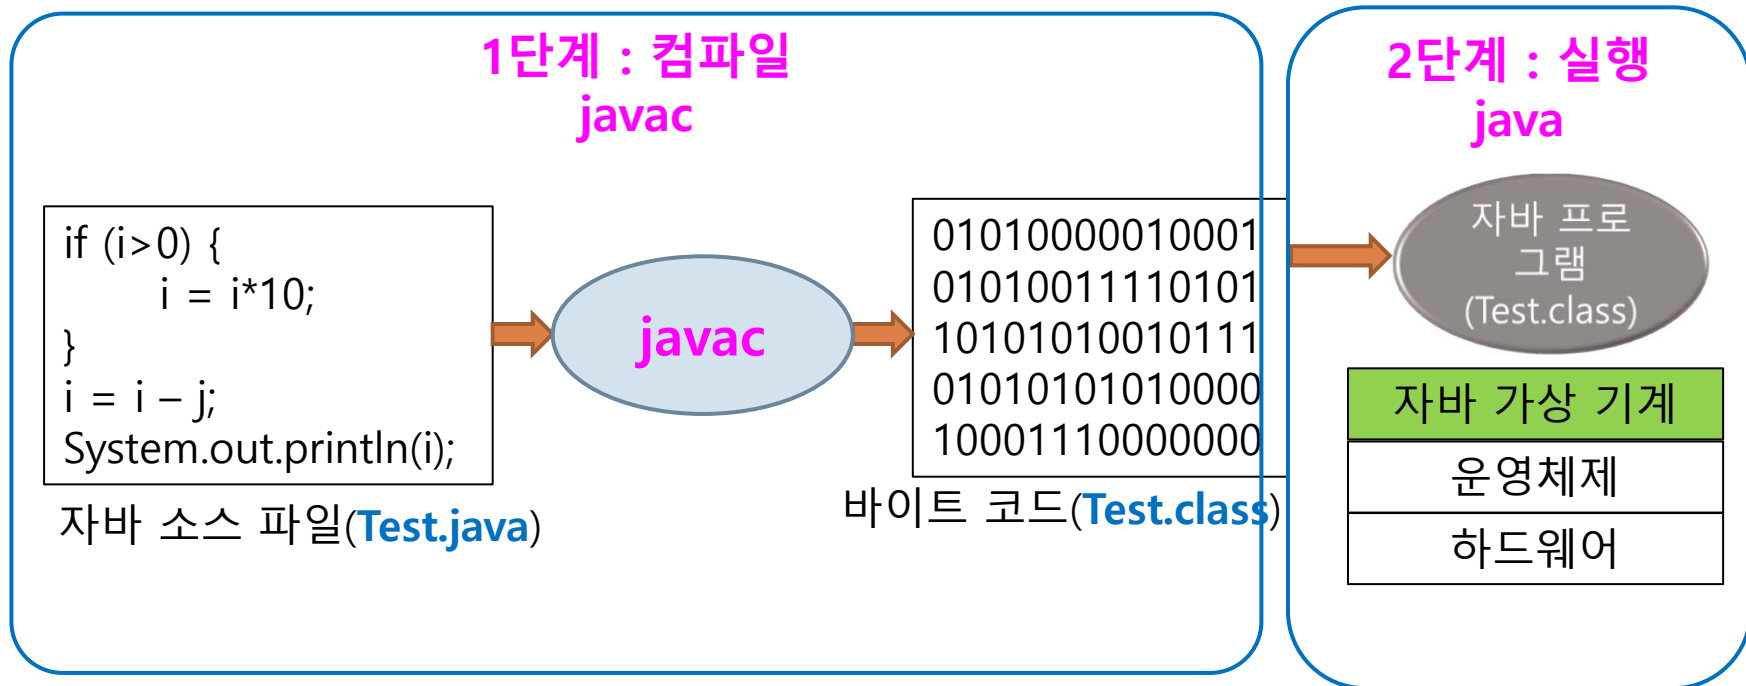 1단계 : 컴파일
javac
if (i>0) {
i = i*10;
}
i = i – j;
System.out.println(i);
자바 소스 파일(Test.java)
javac
01010000010001
01010011110101
10101010010111
01010101010000
10001110000000
바이트 코드(Test.class)
2단계 : 실행
java
자바 프로
그램
(Test.class)
자바 가상 기계
운영체제
하드웨어